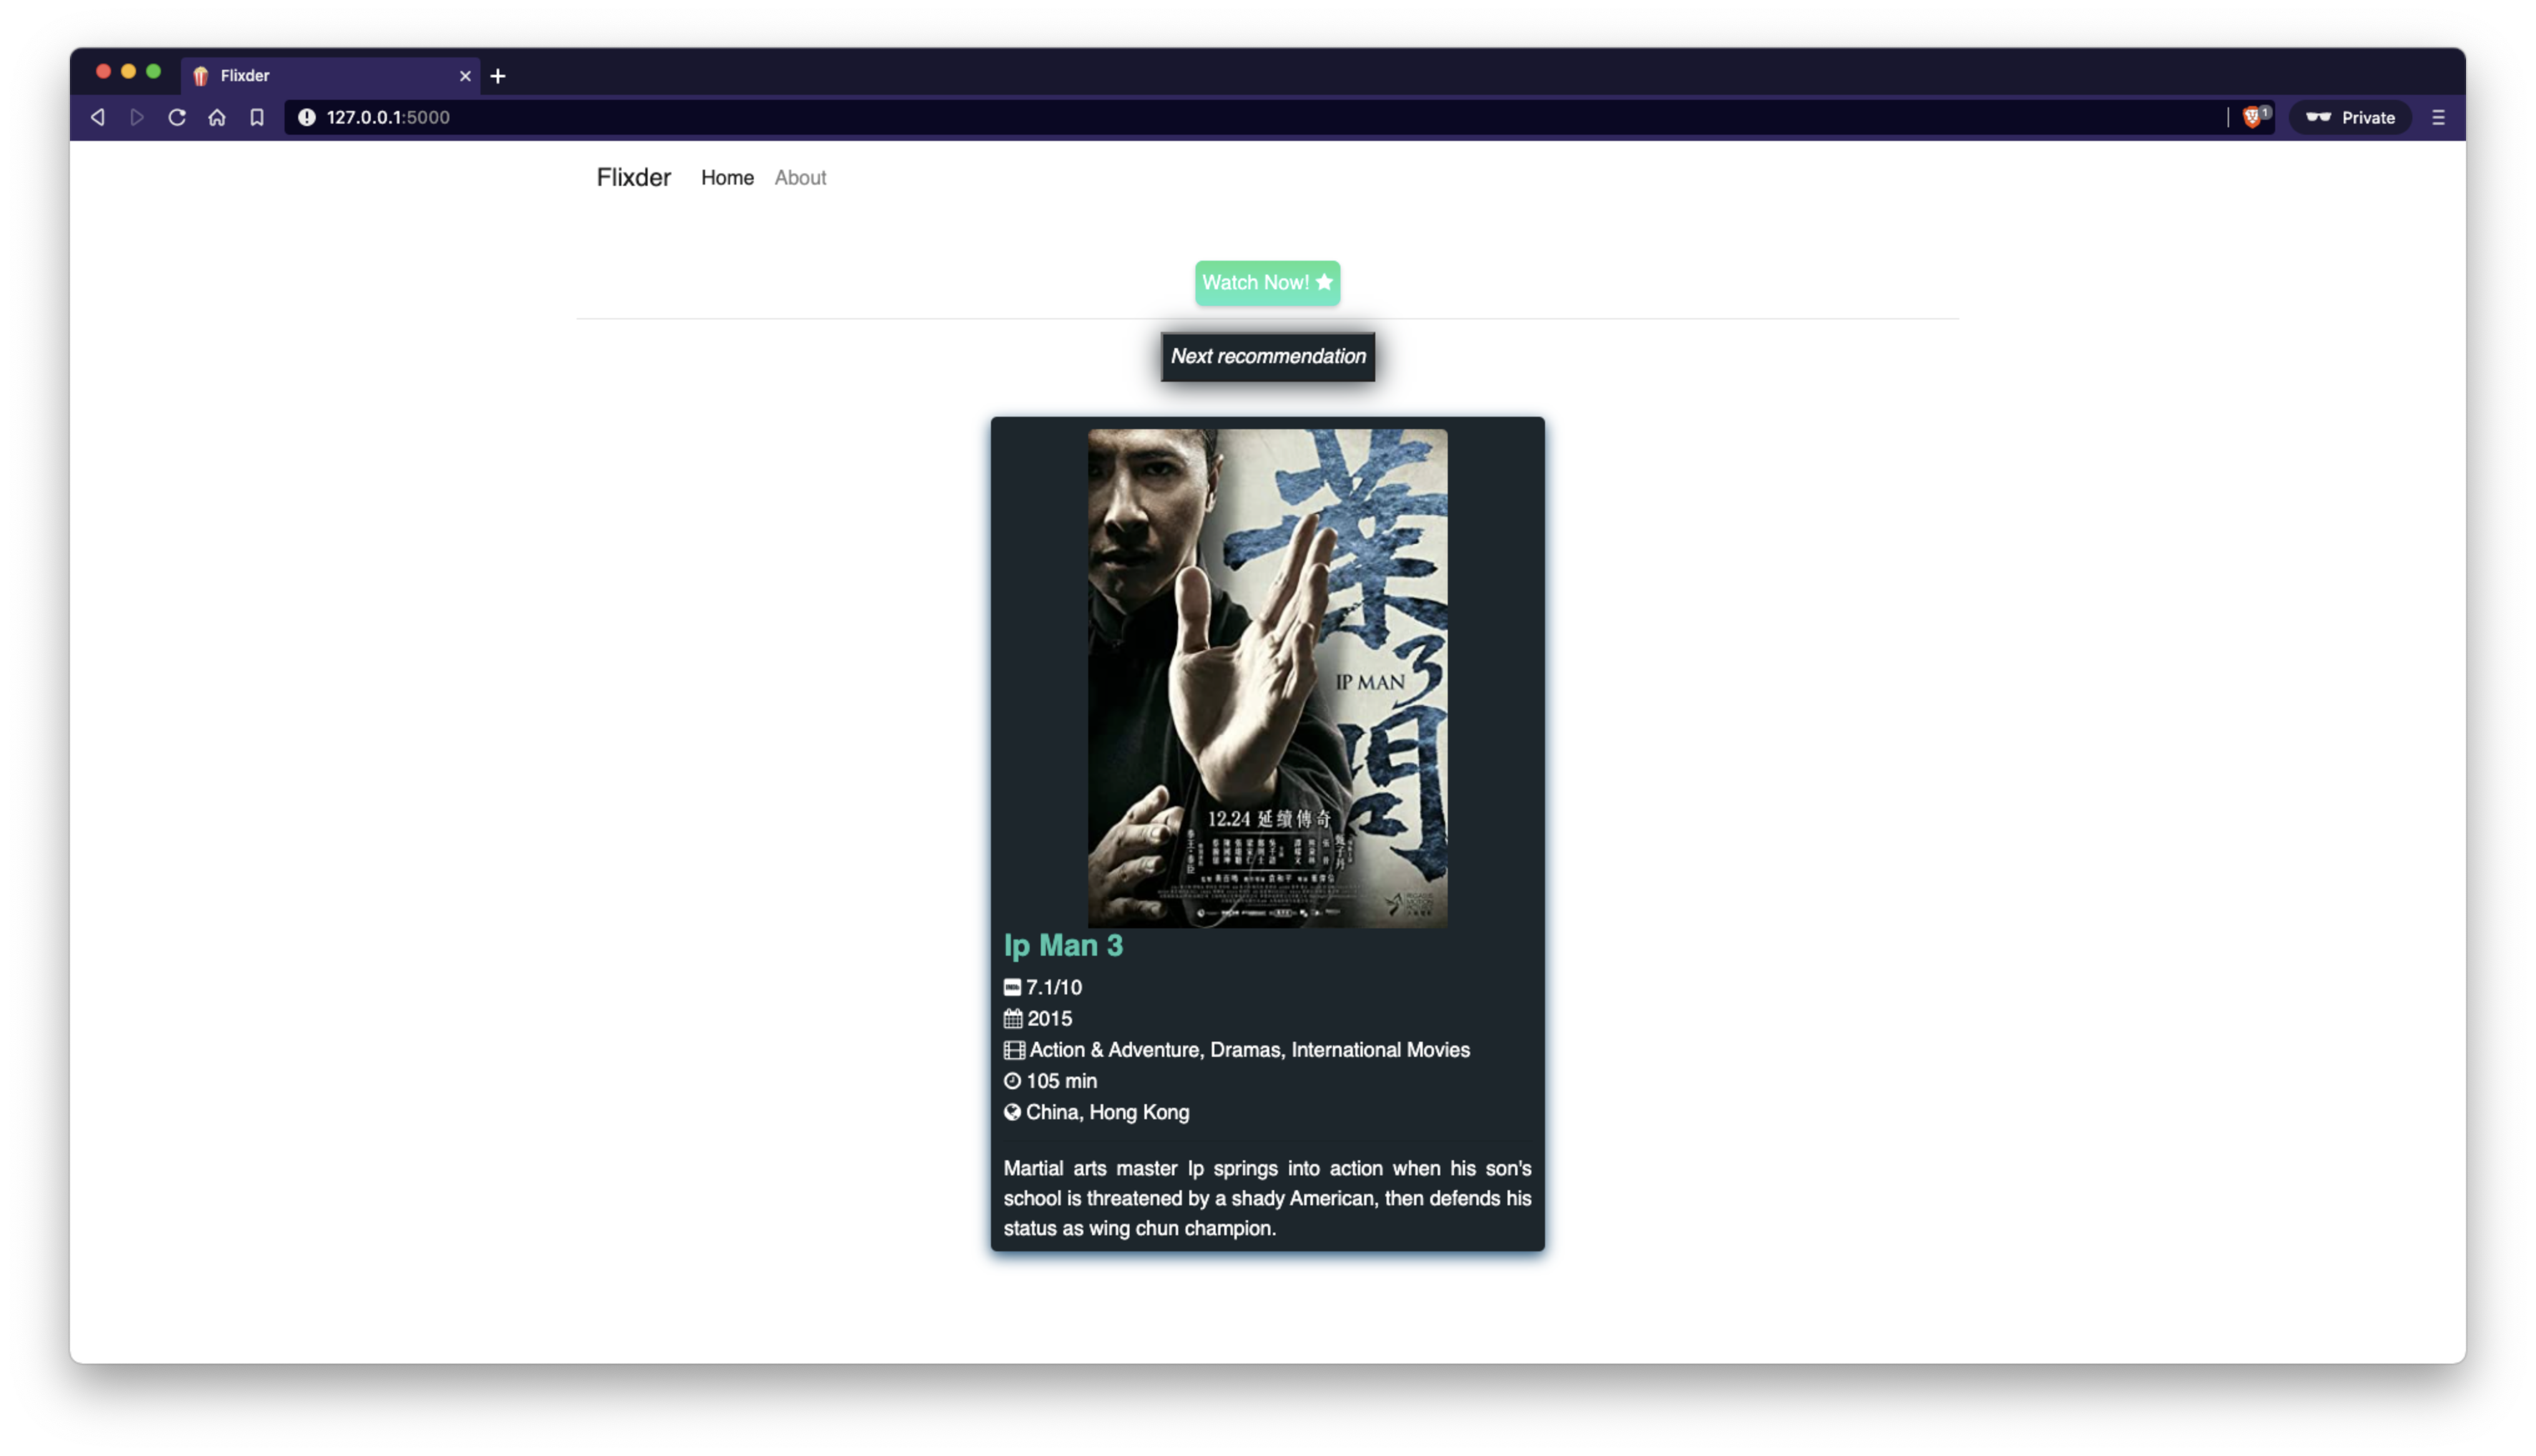 Flixder
127.0.0.1:5000
1
Private
Flixder Home About
Watch Now!
Next recommendation
葉
3
IP MAN
問
12.24 延續傳奇
Ip Man 3
7.1/10
2015
Action & Adventure, Dramas, International Movies
105 min
China, Hong Kong
Martial arts master Ip springs into action when his son's
school is threatened by a shady American, then defends his
status as wing chun champion.